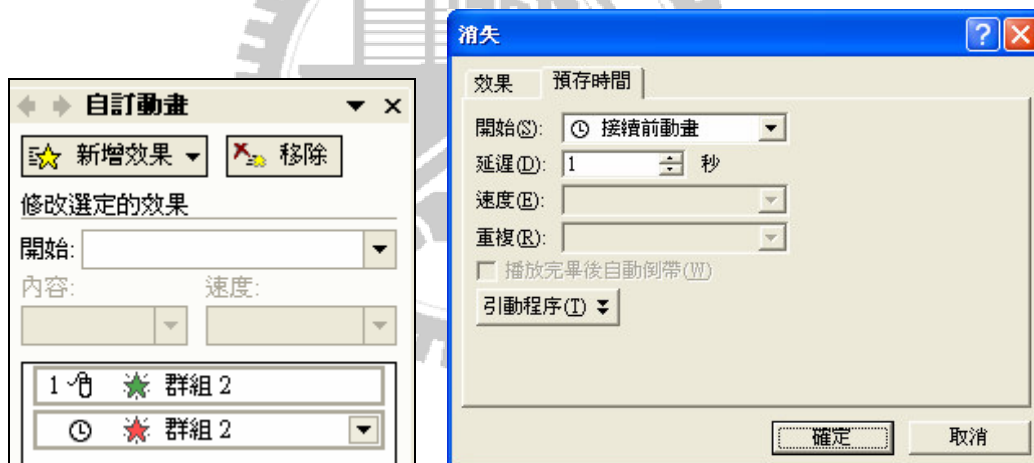 自訂動畫
新增效果 移除
修改選定的效果
開始:
內容: 速度:
1 群組 2
群組 2
消失
效果 預存時間
開始(S): 接續前動畫
延遲(D): 1 秒
速度(E):
重複(R):
播放完畢後自動倒帶(W)
引動程序(T)
確定 取消